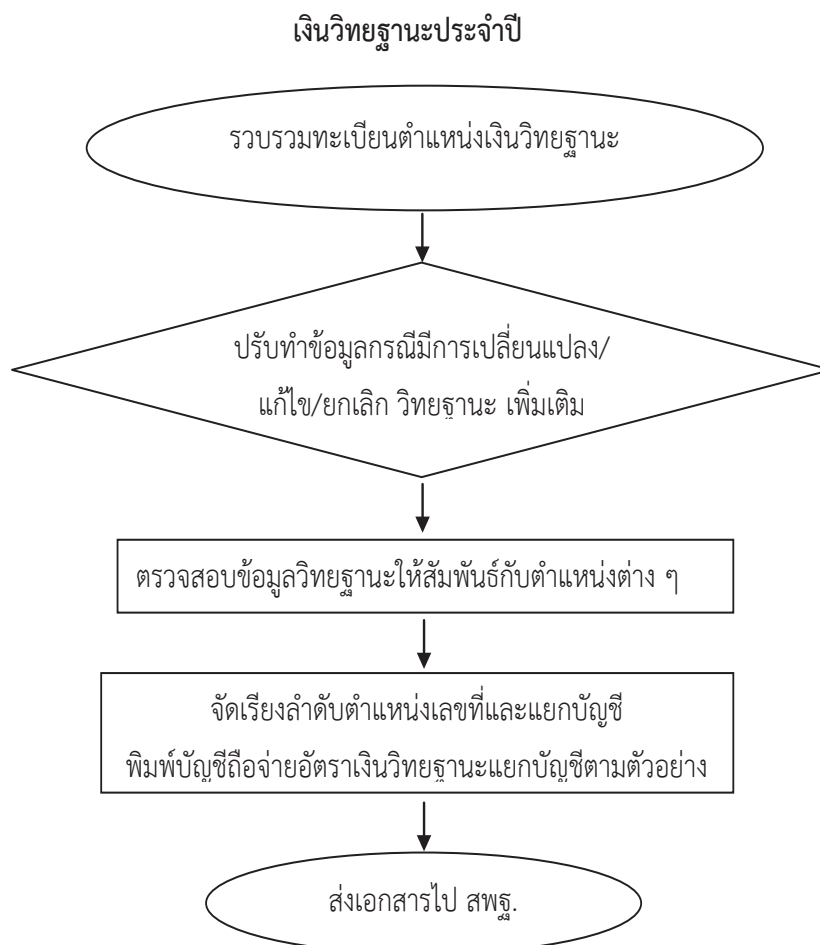 เงินวิทยฐานะประจำปี
รวบรวมทะเบียนตำแหน่งเงินวิทยฐานะ
ปรับทำข้อมูลกรณีมีการเปลี่ยนแปลง/
แก้ไข/ยกเลิก วิทยฐานะ เพิ่มเติม
ตรวจสอบข้อมูลวิทยฐานะให้สัมพันธ์กับตำแหน่งต่าง ๆ
จัดเรียงลำดับตำแหน่งเลขที่และแยกบัญชี
พิมพ์บัญชีถือจ่ายอัตราเงินวิทยฐานะแยกบัญชีตามตัวอย่าง
ส่งเอกสารไป สพฐ.